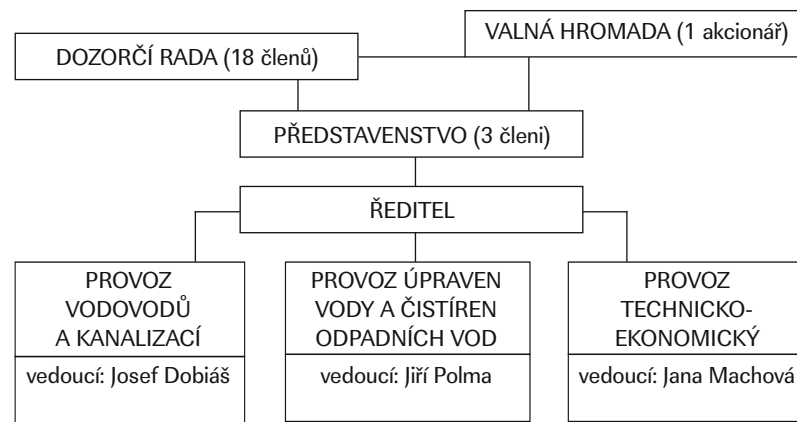 VALNÁ HROMADA (1 akcionář)
DOZORČÍ RADA (18 členů)
PŘEDSTAVENSTVO (3 členi)
ŘEDITEL
PROVOZ
VODOVODŮ
A KANALIZACÍ
vedoucí: Josef Dobiáš
PROVOZ ÚPRAVEN
VODY A ČISTÍREN
ODPADNÍCH VOD
vedoucí: Jiří Polma
PROVOZ
TECHNICKO-
EKONOMICKÝ
vedoucí: Jana Machová